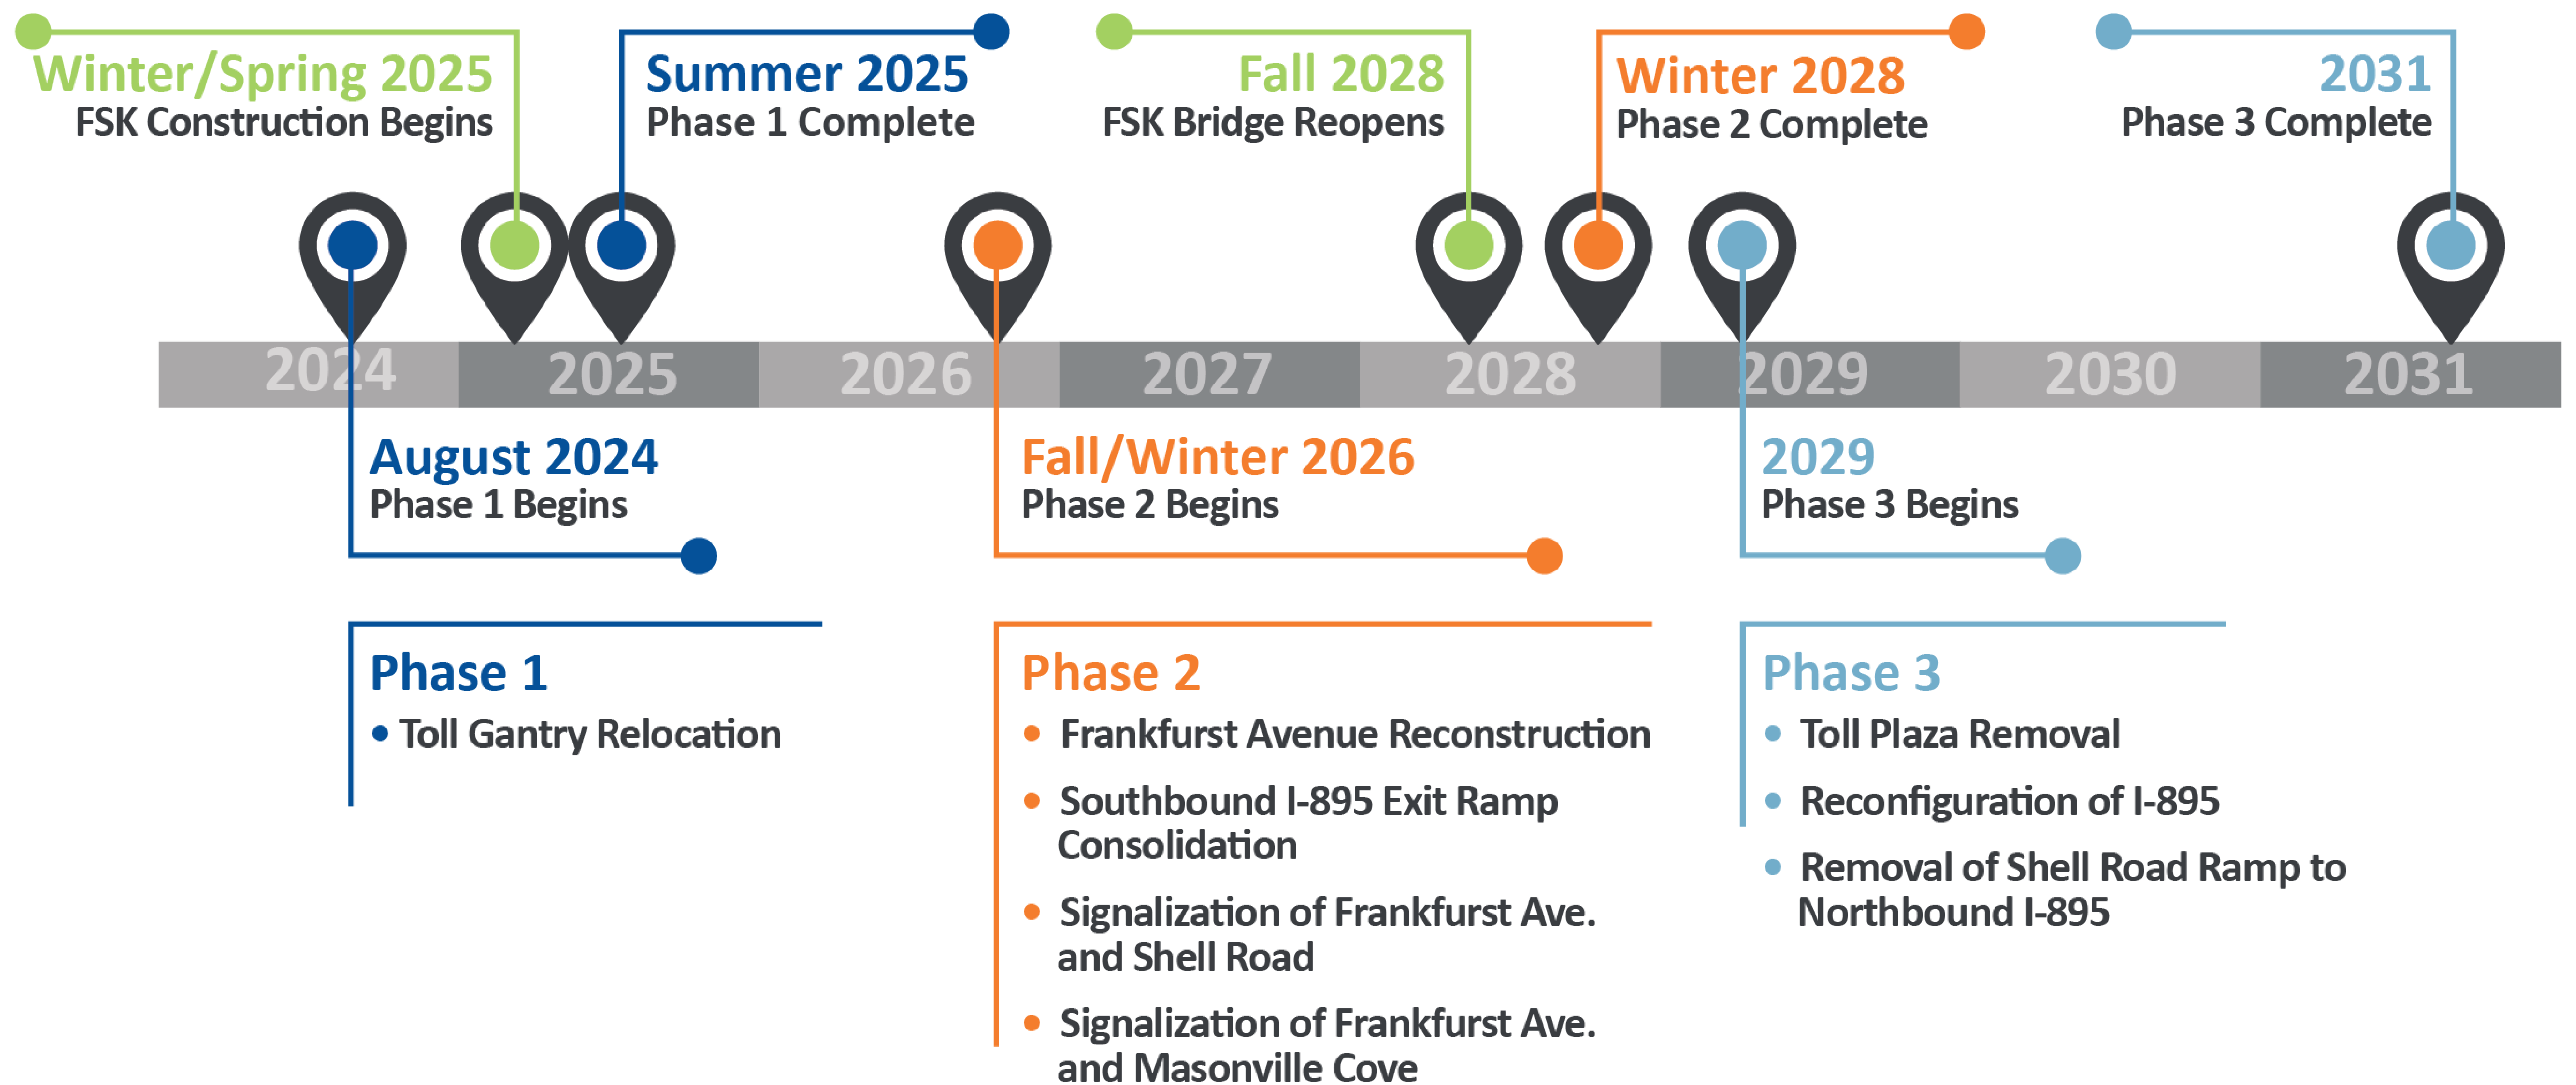 Winter/Spring 2025
FSK Construction Begins
Summer 2025
Phase 1 Complete
Fall 2028
FSK Bridge Reopens
Winter 2028
Phase 2 Complete
2031
Phase 3 Complete
2024
2025
2026
2027
2028
2029
2030
2031
August 2024
Phase 1 Begins
Fall/Winter 2026
Phase 2 Begins
2029
Phase 3 Begins
Phase 1
• Toll Gantry Relocation
Phase 2
• Frankfurst Avenue Reconstruction
• Southbound I-895 Exit Ramp
Consolidation
• Signalization of Frankfurst Ave.
and Shell Road
• Signalization of Frankfurst Ave.
and Masonville Cove
Phase 3
• Toll Plaza Removal
• Reconfiguration of I-895
• Removal of Shell Road Ramp to
Northbound I-895